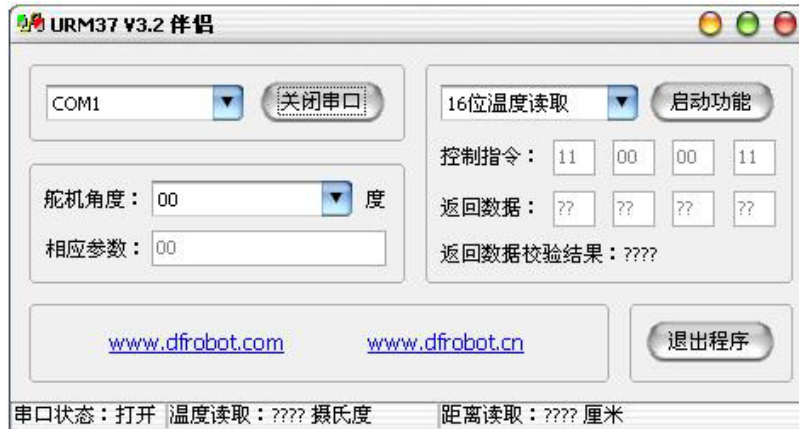 URM37 V3.2 伴侣
COM1 关闭串口
16位温度读取 启动功能
控制指令： 11 00 00 11
舵机角度： 00 度
返回数据： ?? ?? ?? ??
相应参数： 00
返回数据校验结果：????
www.dfrobot.com www.dfrobot.cn
退出程序
串口状态：打开 温度读取：???? 摄氏度 距离读取：???? 厘米